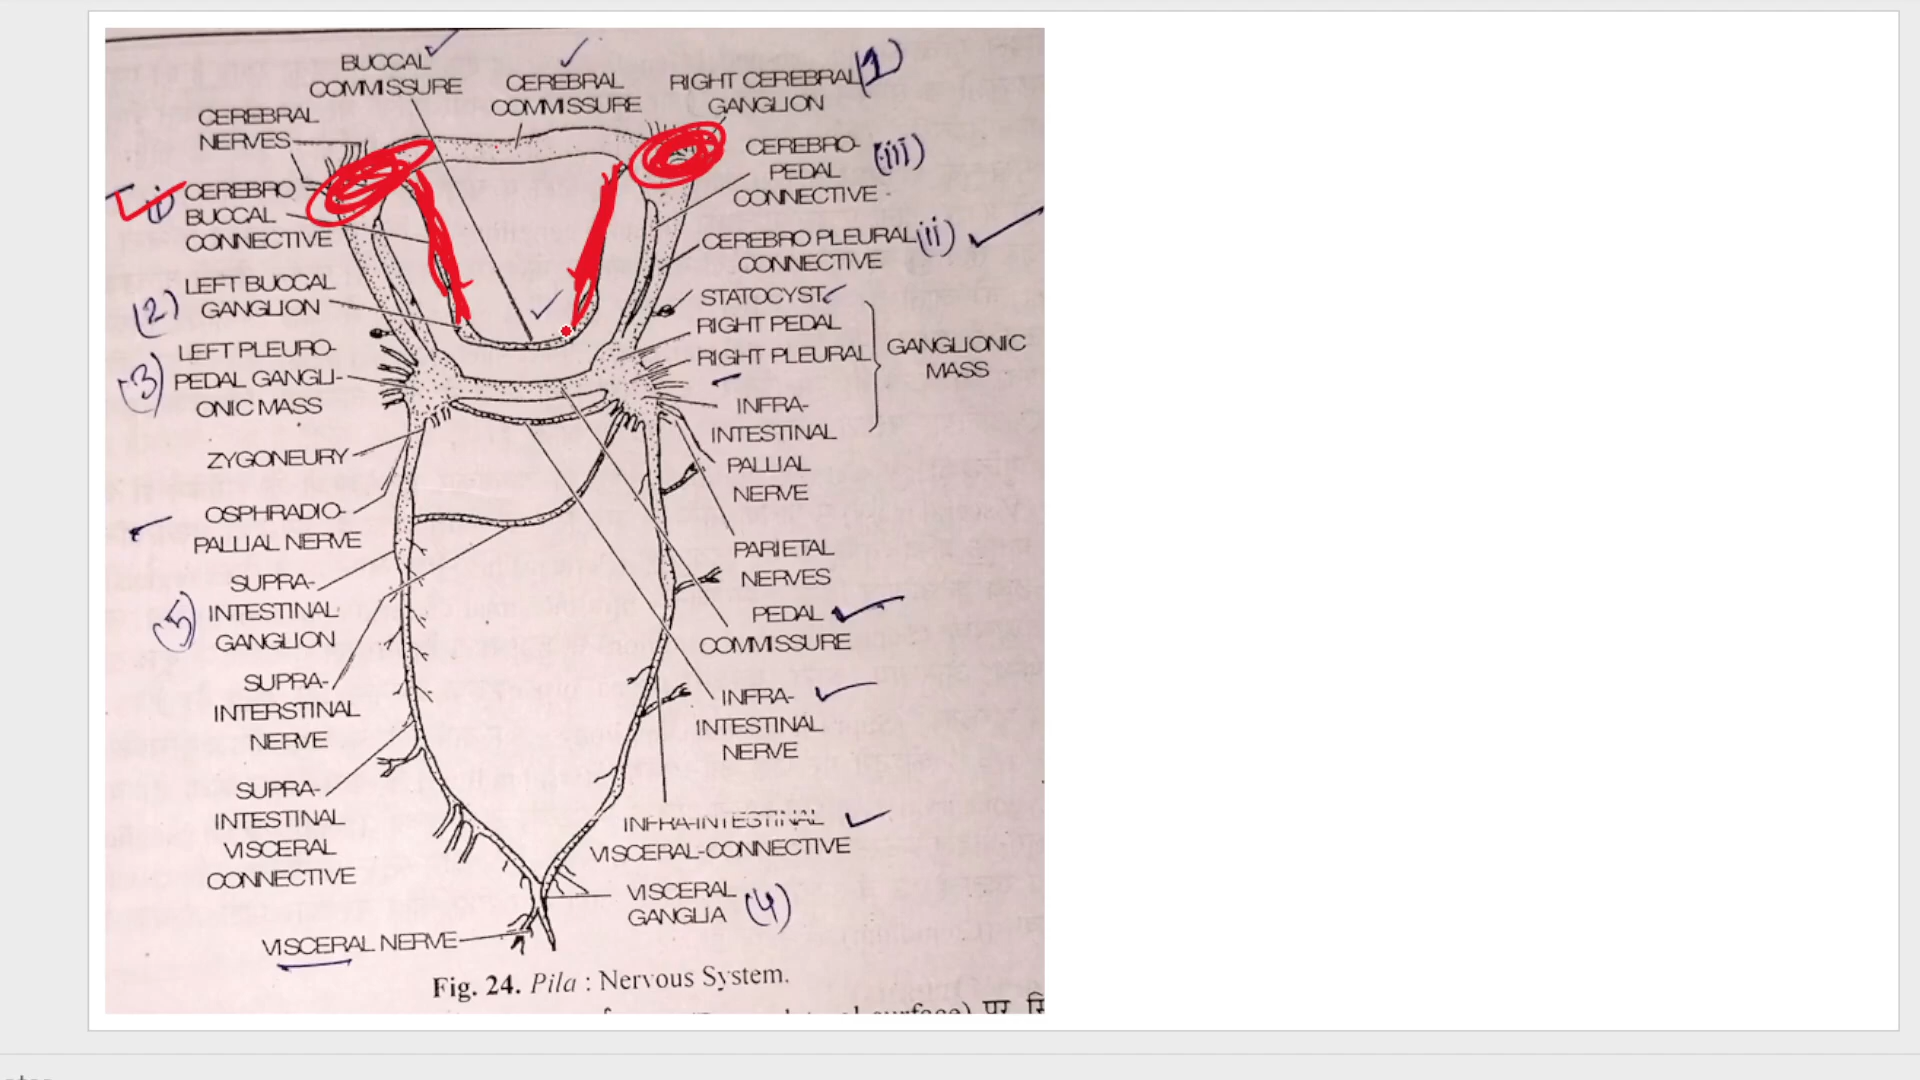 BUCCAL
COMMISSURE
CEREBRAL
COMMISSURE
RIGHT CEREBRAL (1)
GANGLION
CEREBRAL
NERVES
CEREBRO-
PEDAL
CONNECTIVE
(iii)
i) CEREBRO
BUCCAL
CONNECTIVE
CEREBRO PLEURAL (ii)
CONNECTIVE
(2) LEFT BUCCAL
GANGLION
STATOCYST
RIGHT PEDAL
RIGHT PLEURAL
GANGLIONIC
MASS
(3) LEFT PLEURO-
PEDAL GANGLI-
ONIC MASS
INFRA-
INTESTINAL
ZYGONEURY
PALLIAL
NERVE
OSPHRADIO-
PALLIAL NERVE
PARIETAL
NERVES
(5) SUPRA-
INTESTINAL
GANGLION
PEDAL
COMMISSURE
SUPRA-
INTERSTINAL
NERVE
INFRA-
INTESTINAL
NERVE
SUPRA-
INTESTINAL
VISCERAL
CONNECTIVE
INFRA-INTESTINAL
VISCERAL-CONNECTIVE
VISCERAL
GANGLIA (4)
VISCERAL NERVE
Fig. 24. Pila : Nervous System.
surface) पर